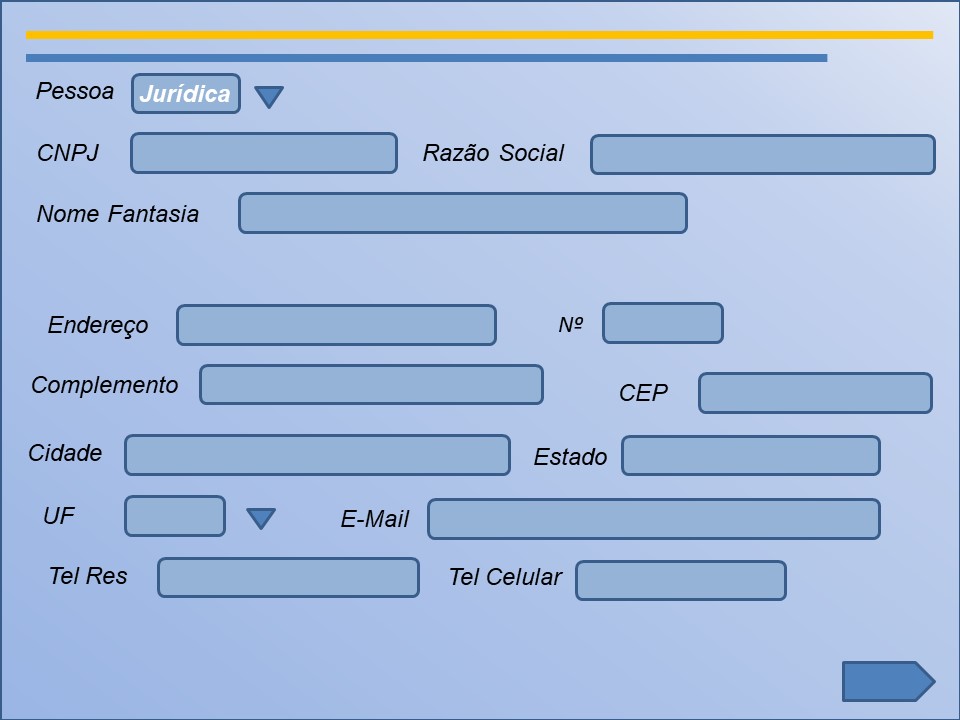 Pessoa Jurídica
CNPJ Razão Social
Nome Fantasia
Endereço Nº
Complemento CEP
Cidade Estado
UF E-Mail
Tel Res Tel Celular